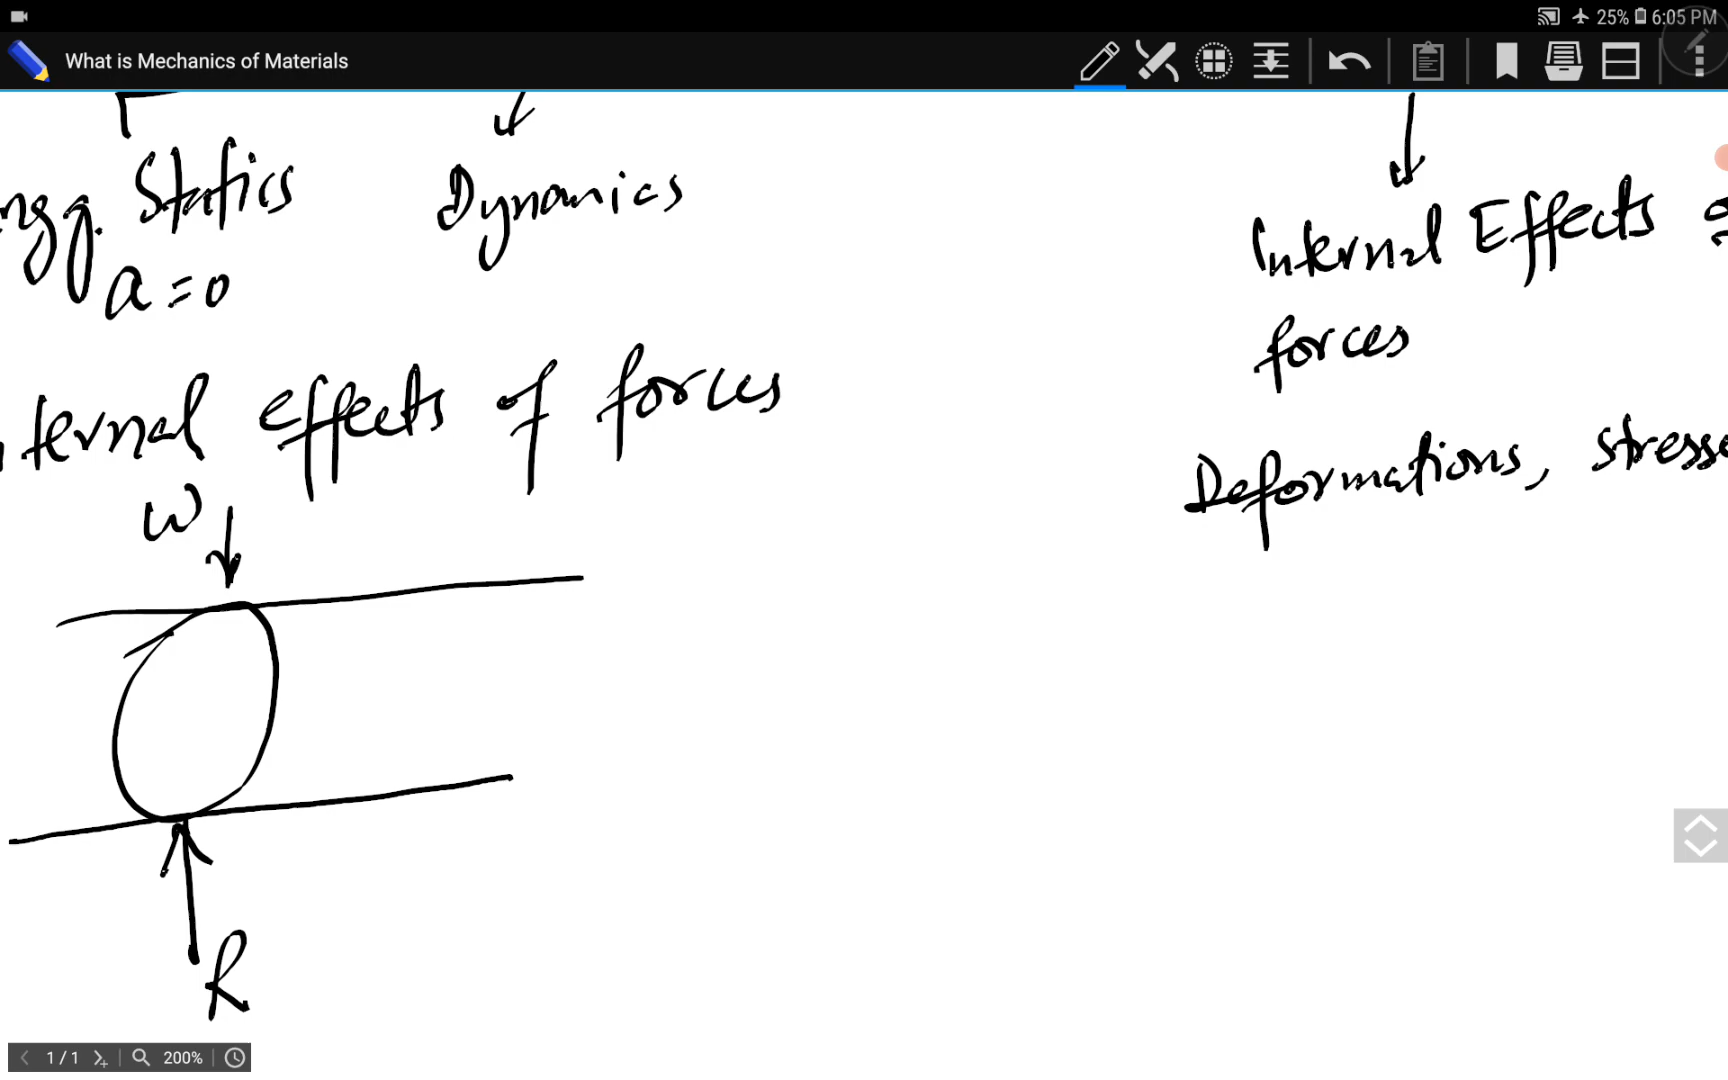 25% 6:05 PM
What is Mechanics of Materials
ngg. Statics
a = 0
Dynamics
Internal Effects
forces
Deformations, stresse
ternal effects of forces
W
R
1 / 1 200%